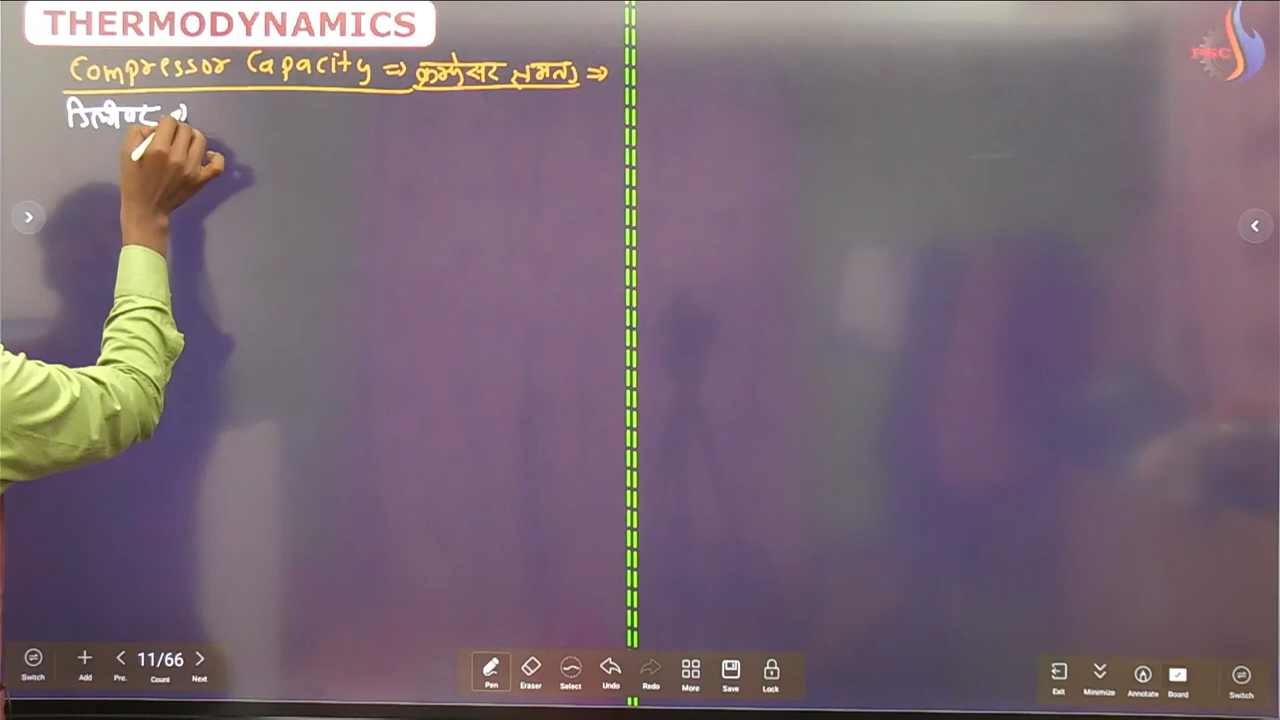 THERMODYNAMICS
PSC
Compressor Capacity ⇒ कम्प्रेसर क्षमता ⇒
11/66
Switch Add Pre. Count Next
Pen Eraser Select Undo Redo More Save Lock
Exit Minimize Annotate Board Switch